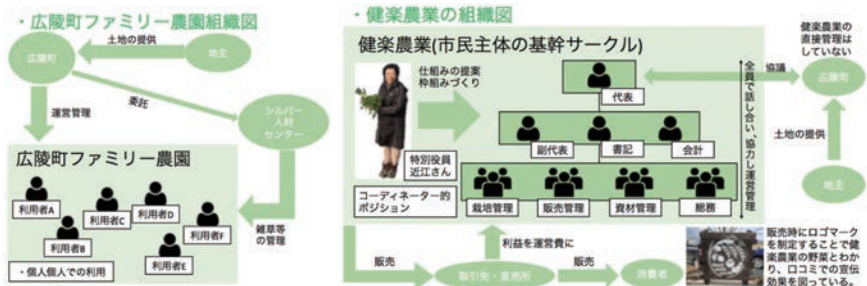 ・広陵町ファミリー農園組織図
土地の提供
広陵町
地主
運営管理
委託
シルバー
人材
センター
広陵町ファミリー農園
利用者A
利用者B
利用者C
利用者D
利用者E
利用者F
・個人個人での利用
雑草等
の管理
・健楽農業の組織図
健楽農業(市民主体の基幹サークル)
仕組みの提案
枠組みづくり
特別役員
近江さん
コーディネーター的
ポジション
代表
副代表
書記
会計
栽培管理
販売管理
資材管理
総務
全員で話し合い、協力し運営管理
健楽農業の
直接管理は
していない
協議
広陵町
土地の提供
地主
利益を運営費に
販売
取引先・直売所
販売
消費者
販売時にロゴマーク
を制定することで健
楽農業の野菜とわか
り、口コミでの宣伝
効果を図っている。